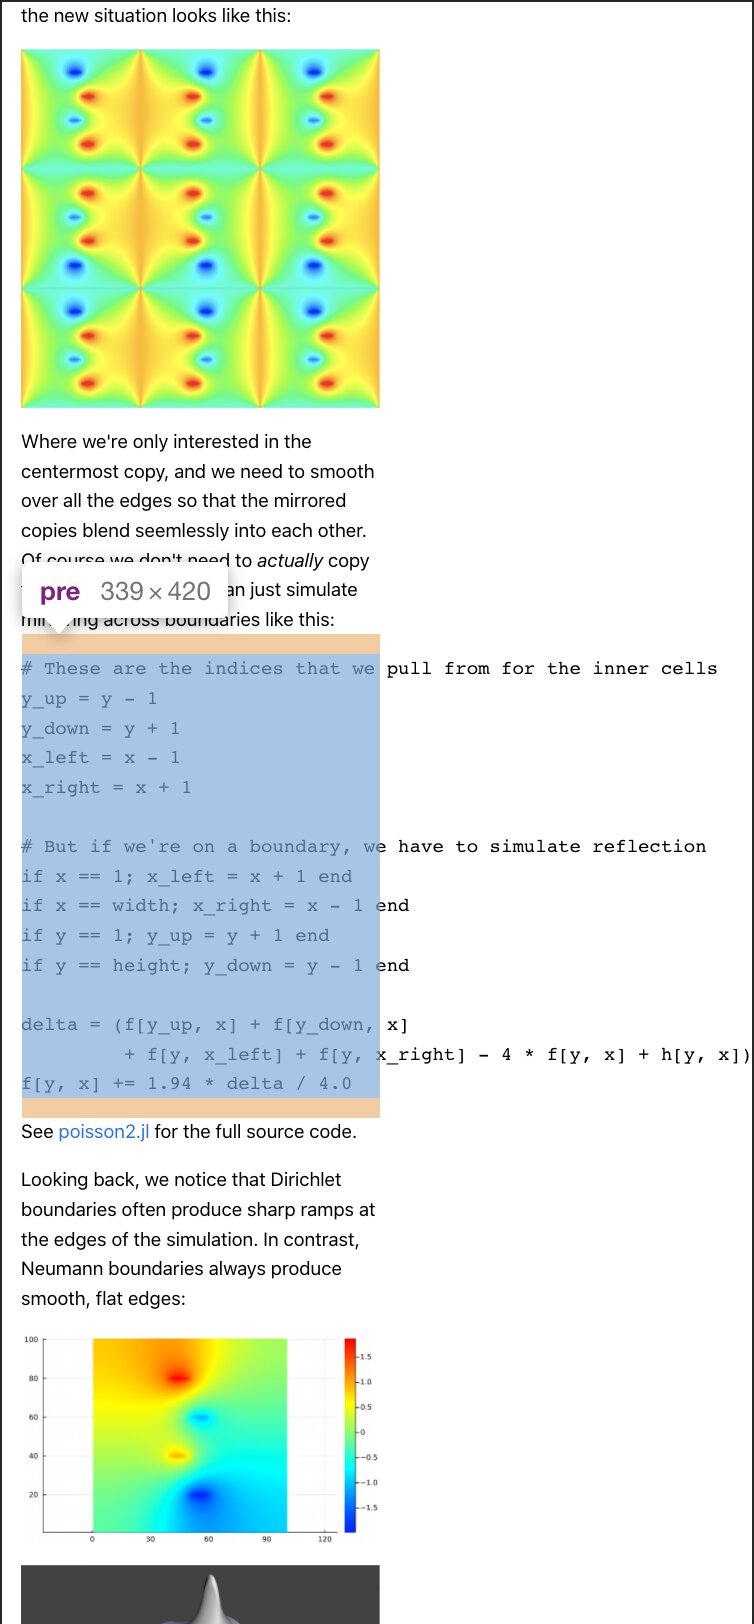 the new situation looks like this:
Where we're only interested in the
centermost copy, and we need to smooth
over all the edges so that the mirrored
copies blend seemlessly into each other.
Of course we don't need to actually copy
pre 339 × 420
an just simulate
ing across boundaries like this:
# These are the indices that we pull from for the inner cells
y_up = y - 1
y_down = y + 1
x_left = x - 1
x_right = x + 1
# But if we're on a boundary, we have to simulate reflection
if x == 1; x_left = x + 1 end
if x == width; x_right = x - 1 end
if y == 1; y_up = y + 1 end
if y == height; y_down = y - 1 end
delta = (f[y_up, x] + f[y_down, x]
+ f[y, x_left] + f[y, x_right] - 4 * f[y, x] + h[y, x])
f[y, x] += 1.94 * delta / 4.0
See poisson2.jl for the full source code.
Looking back, we notice that Dirichlet
boundaries often produce sharp ramps at
the edges of the simulation. In contrast,
Neumann boundaries always produce
smooth, flat edges:
100
80
60
40
20
0 30 60 90 120
1.5
1.0
0.5
0
−0.5
−1.0
−1.5